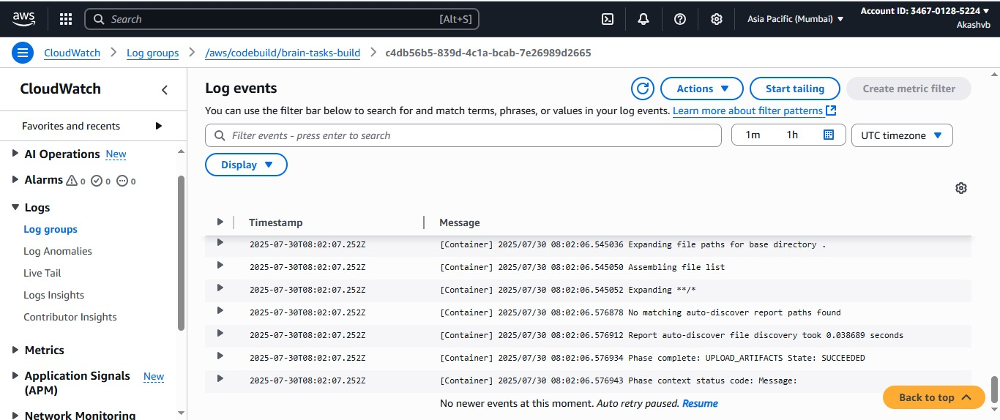 aws
Search [Alt+S]
Asia Pacific (Mumbai)
Account ID: 3467-0128-5224
Akashvb
CloudWatch
Log groups
/aws/codebuild/brain-tasks-build
c4db56b5-839d-4c1a-bcab-7e26989d2665
CloudWatch
Favorites and recents
AI Operations New
Alarms 0 0 0
Logs
Log groups
Log Anomalies
Live Tail
Logs Insights
Contributor Insights
Metrics
Application Signals New
(APM)
Network Monitoring
Log events
Actions
Start tailing
Create metric filter
You can use the filter bar below to search for and match terms, phrases, or values in your log events. Learn more about filter patterns
Filter events - press enter to search
1m 1h
UTC timezone
Display
Timestamp Message
2025-07-30T08:02:07.252Z [Container] 2025/07/30 08:02:06.545036 Expanding file paths for base directory .
2025-07-30T08:02:07.252Z [Container] 2025/07/30 08:02:06.545050 Assembling file list
2025-07-30T08:02:07.252Z [Container] 2025/07/30 08:02:06.545052 Expanding **/*
2025-07-30T08:02:07.252Z [Container] 2025/07/30 08:02:06.576878 No matching auto-discover report paths found
2025-07-30T08:02:07.252Z [Container] 2025/07/30 08:02:06.576912 Report auto-discover file discovery took 0.038689 seconds
2025-07-30T08:02:07.252Z [Container] 2025/07/30 08:02:06.576934 Phase complete: UPLOAD_ARTIFACTS State: SUCCEEDED
2025-07-30T08:02:07.252Z [Container] 2025/07/30 08:02:06.576943 Phase context status code: Message:
No newer events at this moment. Auto retry paused. Resume
Back to top